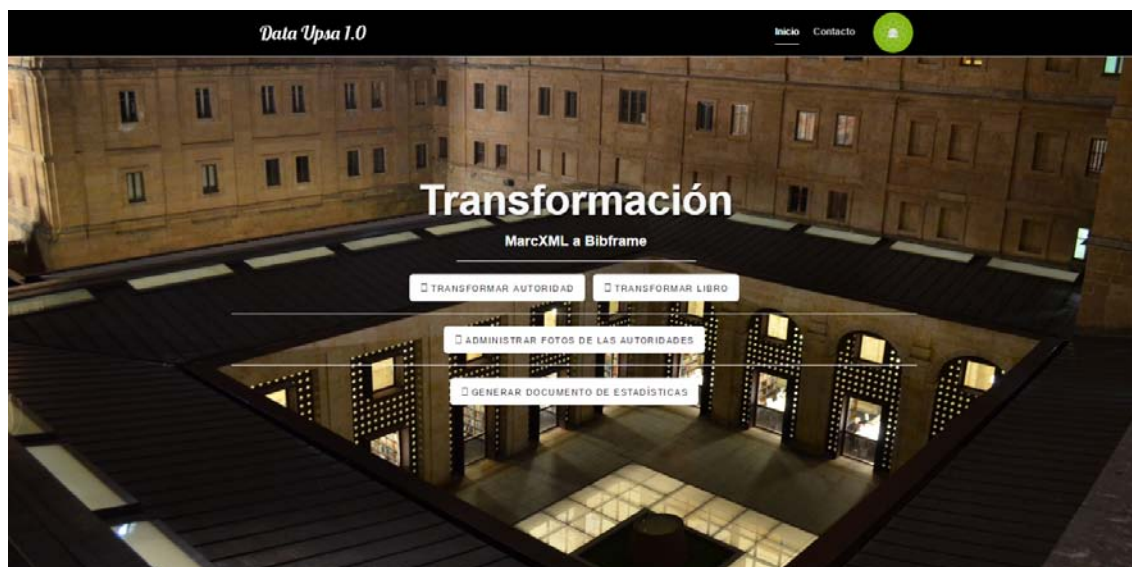 Data Upsa 1.0
Inicio Contacto
Transformación
MarcXML a Bibframe
TRANSFORMAR AUTORIDAD TRANSFORMAR LIBRO
ADMINISTRAR FOTOS DE LAS AUTORIDADES
GENERAR DOCUMENTO DE ESTADÍSTICAS